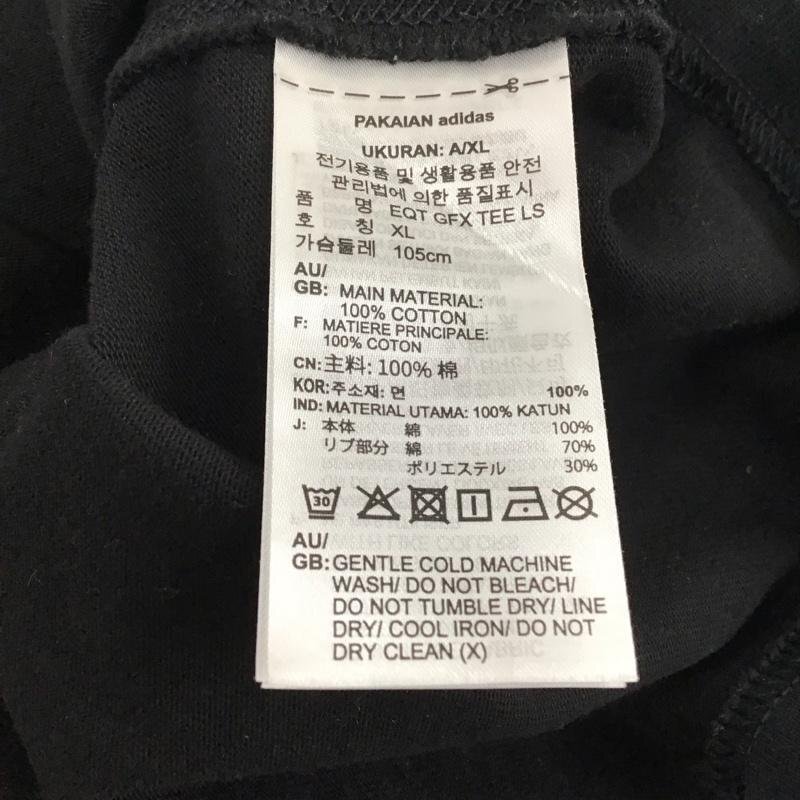 PAKAIAN adidas
UKURAN: A/XL
전기용품 및 생활용품 안전
관리법에 의한 품질표시
품 명 EQT GFX TEE LS
호 칭 XL
가슴둘레 105cm
AU/
GB: MAIN MATERIAL:
100% COTTON
F: MATIERE PRINCIPALE:
100% COTON
CN:主料: 100% 棉
KOR:주소재: 면 100%
IND: MATERIAL UTAMA: 100% KATUN
J: 本体 綿 100%
リブ部分 綿 70%
ポリエステル 30%
30
AU/
GB:GENTLE COLD MACHINE
WASH/ DO NOT BLEACH/
DO NOT TUMBLE DRY/ LINE
DRY/ COOL IRON/ DO NOT
DRY CLEAN (X)